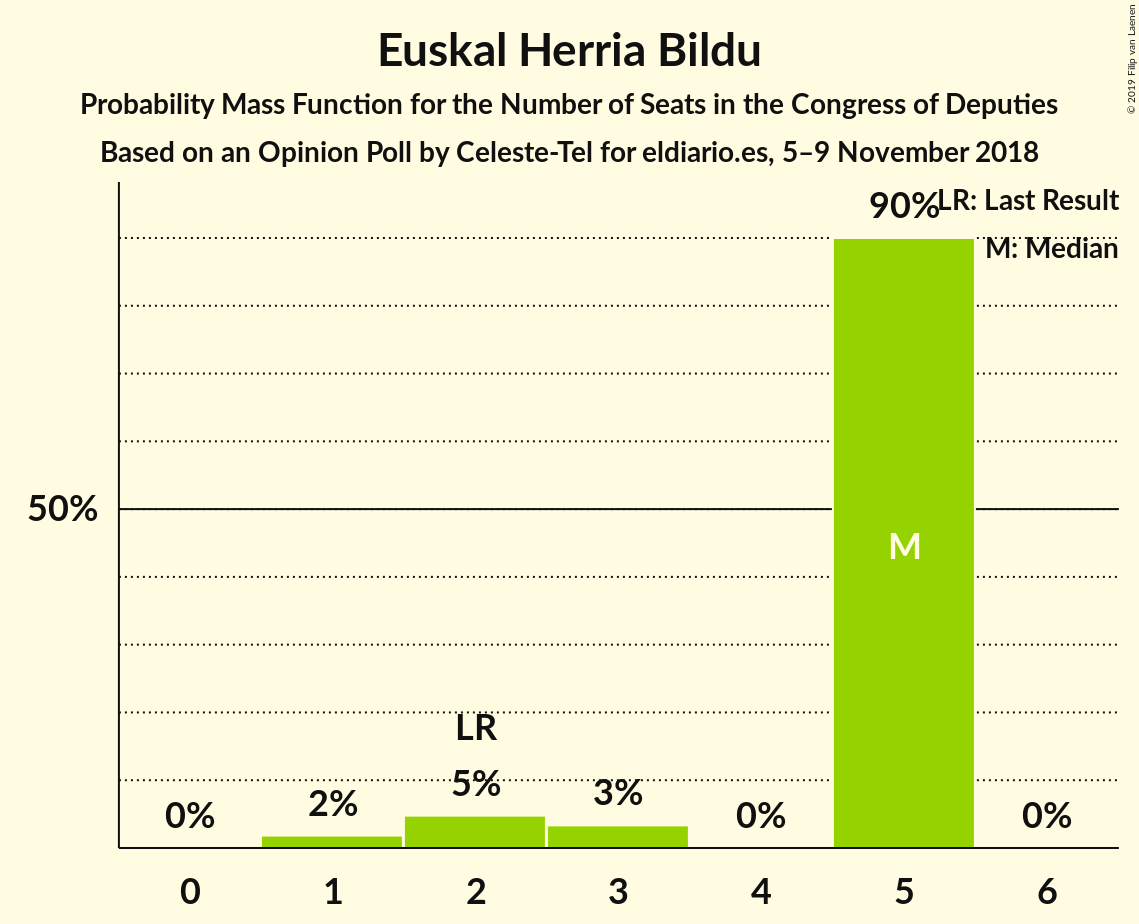 Euskal Herria Bildu
Probability Mass Function for the Number of Seats in the Congress of Deputies
Based on an Opinion Poll by Celeste-Tel for eldiario.es, 5–9 November 2018
© 2019 Filip van Laenen
LR: Last Result
M: Median
90%
50%
M
LR
0%
2%
5%
3%
0%
0%
0 1 2 3 4 5 6